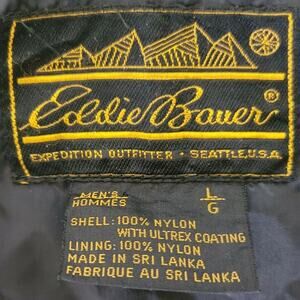 Eddie Bauer®
EXPEDITION OUTFITTER • SEATTLE, U.S.A.
MEN'S L
HOMMES G
SHELL: 100% NYLON
WITH ULTREX COATING
LINING: 100% NYLON
MADE IN SRI LANKA
FABRIQUE AU SRI LANKA